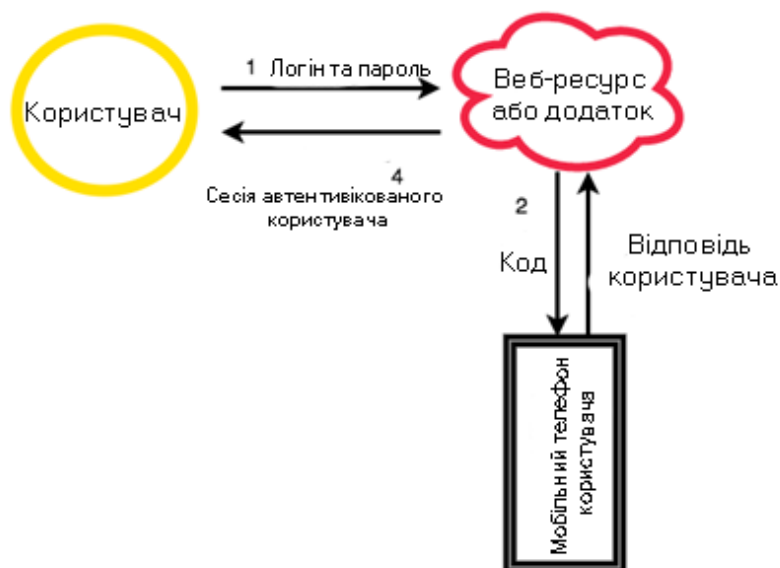 Користувач
1 Логін та пароль
Веб-ресурс
або додаток
4
Сесія автентивікованого
користувача
2
Код
Відповідь
користувача
Мобільний телефон
користувача